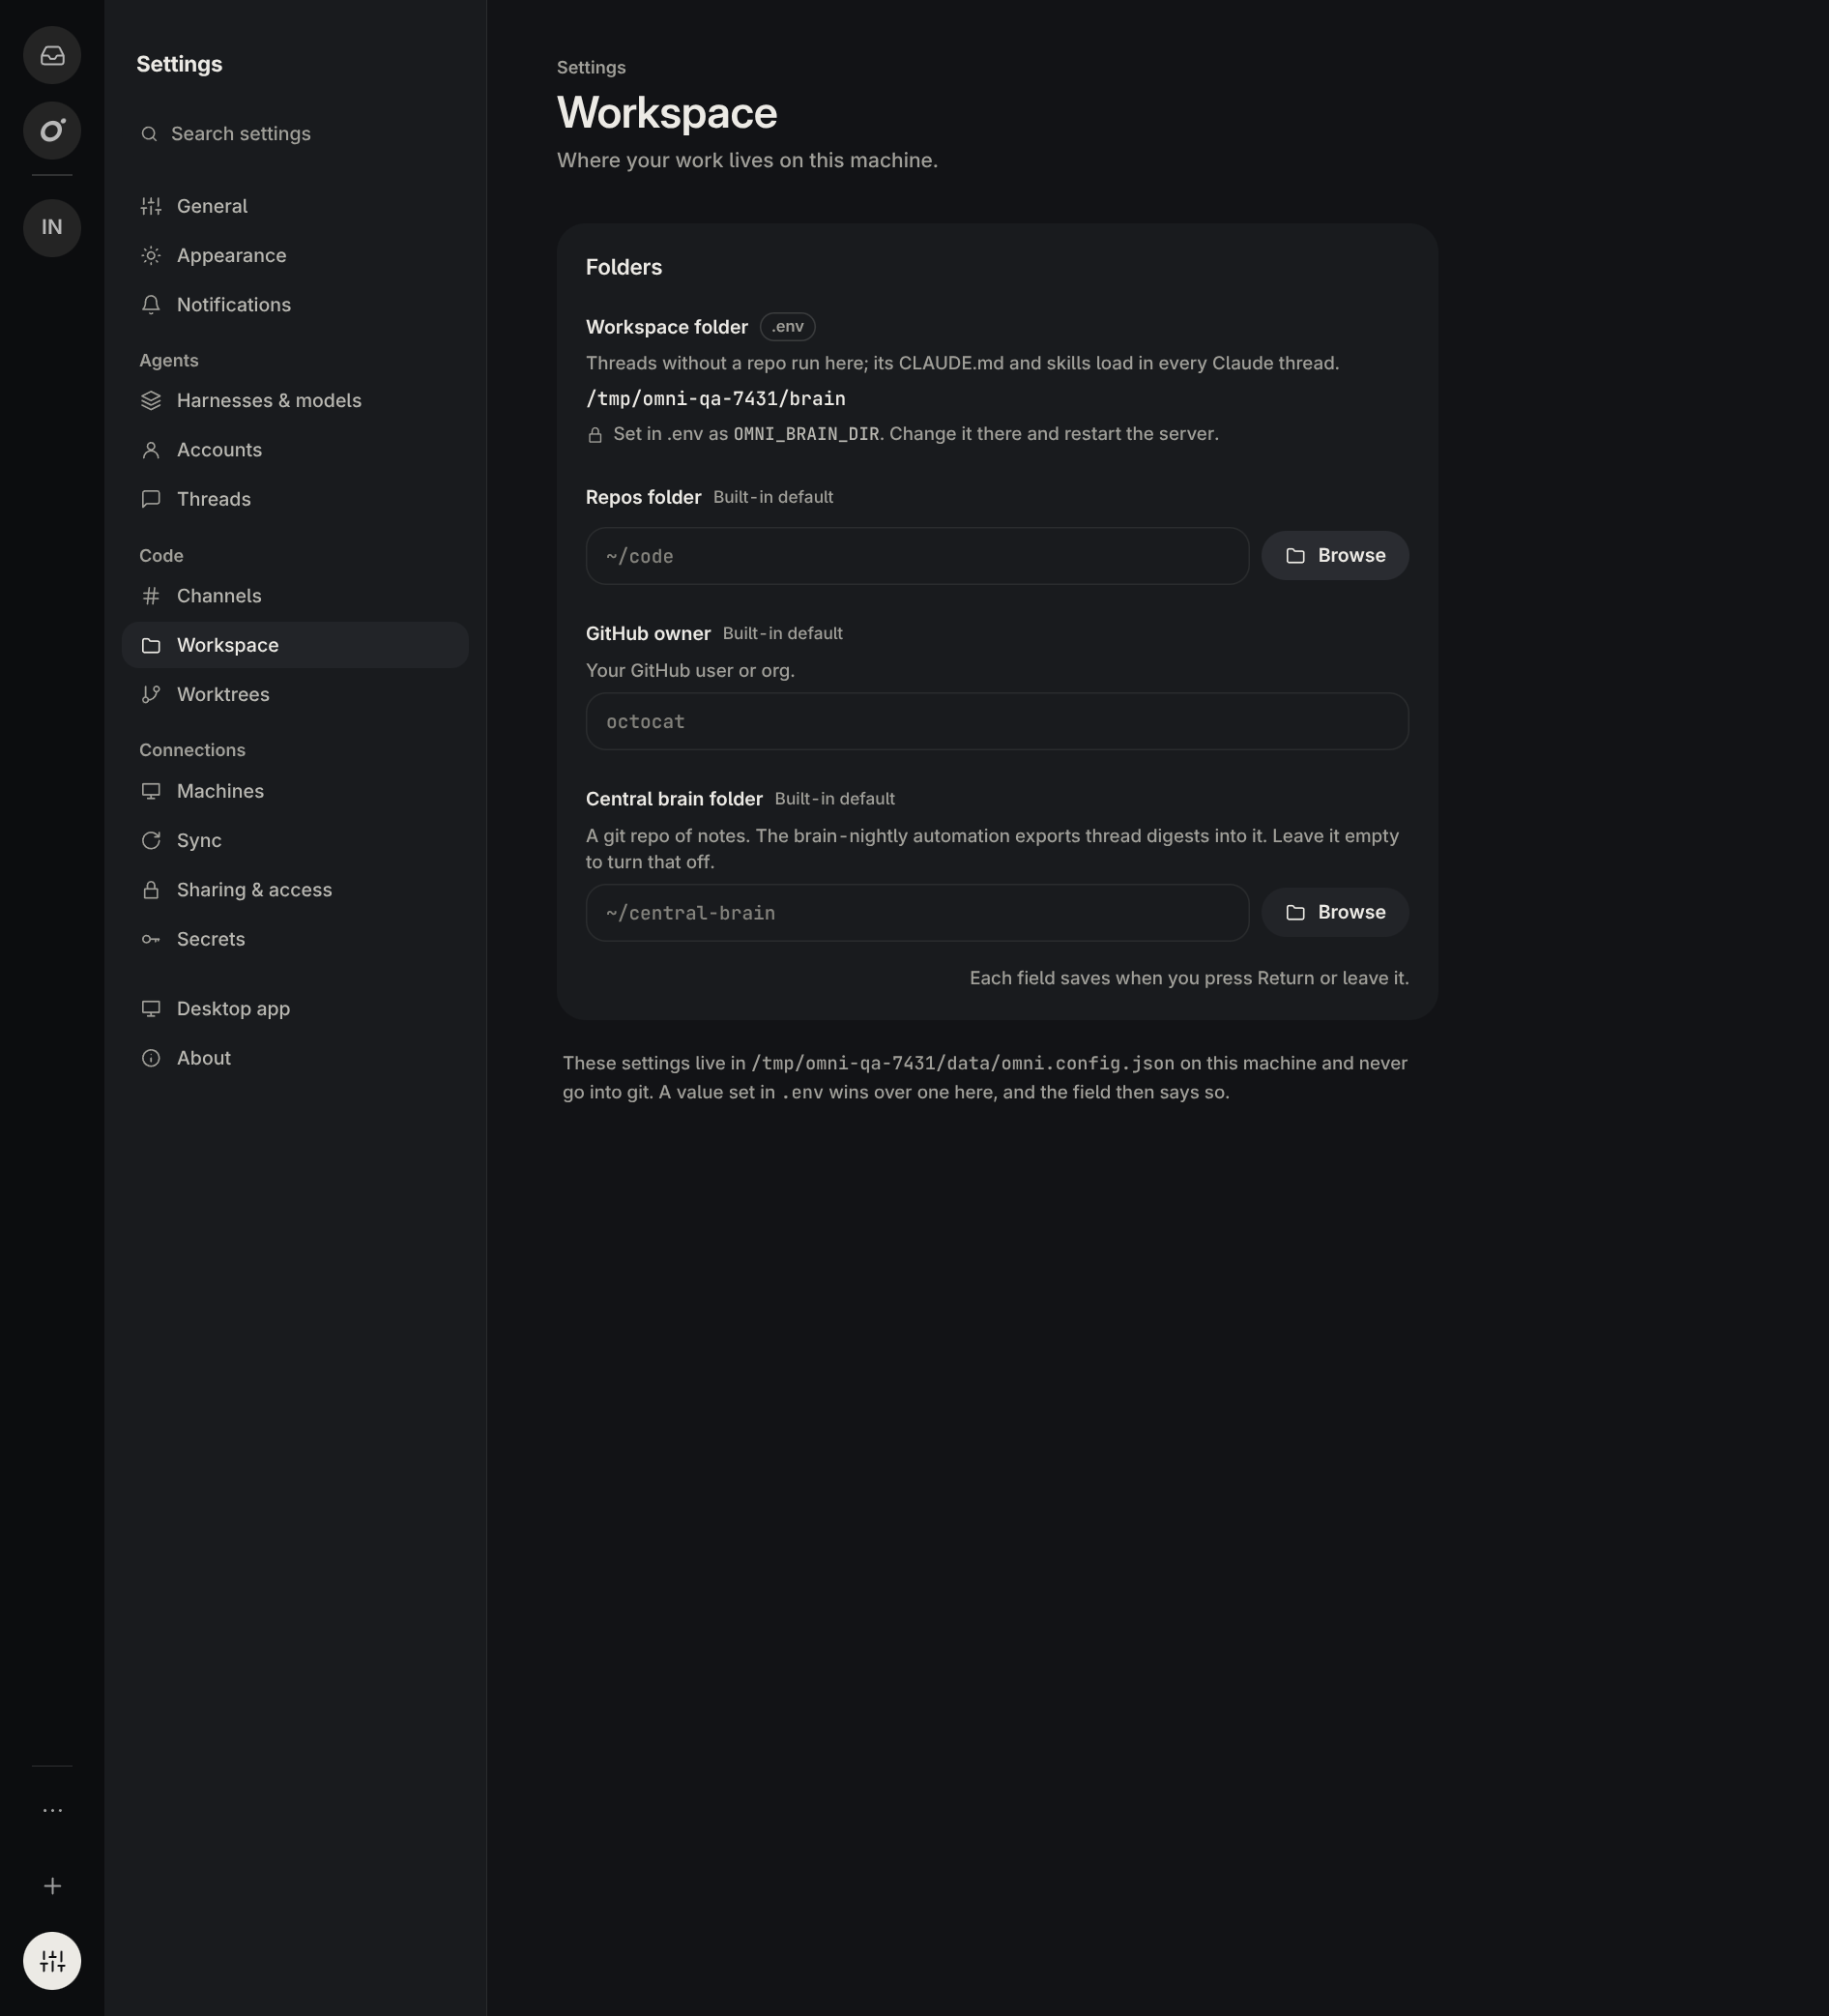 IN
Settings
Search settings
General
Appearance
Notifications
Agents
Harnesses & models
Accounts
Threads
Code
Channels
Workspace
Worktrees
Connections
Machines
Sync
Sharing & access
Secrets
Desktop app
About
Settings
Workspace
Where your work lives on this machine.
Folders
Workspace folder .env
Threads without a repo run here; its CLAUDE.md and skills load in every Claude thread.
/tmp/omni-qa-7431/brain
Set in .env as OMNI_BRAIN_DIR. Change it there and restart the server.
Repos folder Built-in default
~/code Browse
GitHub owner Built-in default
Your GitHub user or org.
octocat
Central brain folder Built-in default
A git repo of notes. The brain-nightly automation exports thread digests into it. Leave it empty
to turn that off.
~/central-brain Browse
Each field saves when you press Return or leave it.
These settings live in /tmp/omni-qa-7431/data/omni.config.json on this machine and never
go into git. A value set in .env wins over one here, and the field then says so.